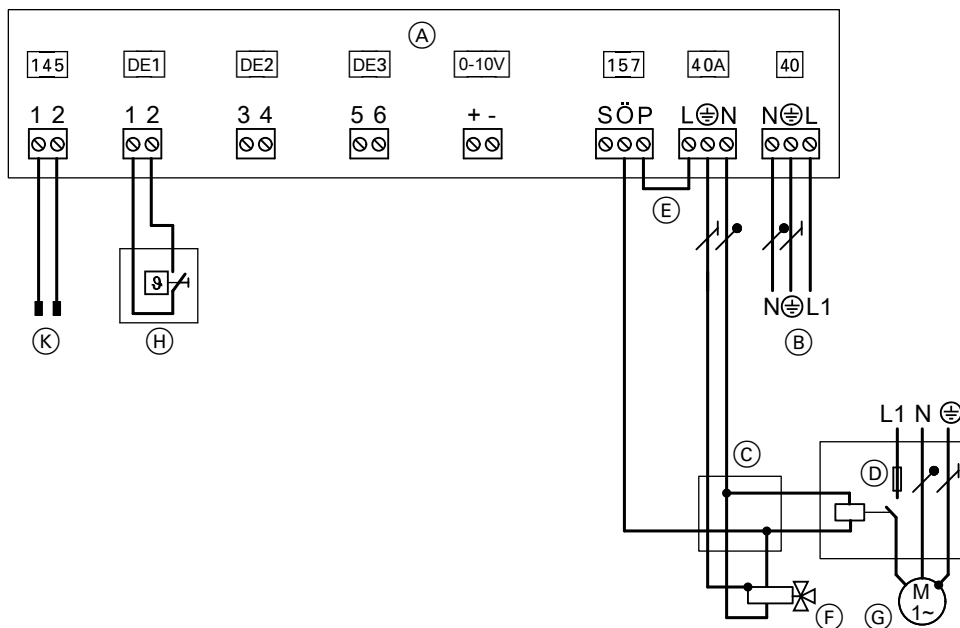 A
145 DE1 DE2 DE3 0-10V 157 40A 40
1 2 1 2 3 4 5 6 + - S Ö P L N N L
E
N L1
K H B
L1 N
C
D
M
1~
F G
ϑ